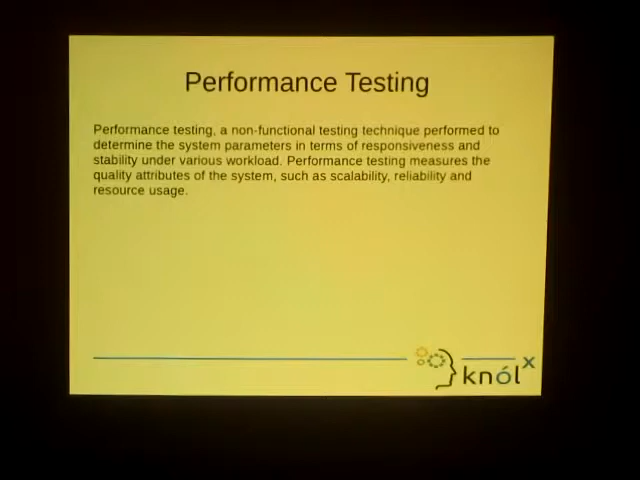 Performance Testing
Performance testing, a non-functional testing technique performed to
determine the system parameters in terms of responsiveness and
stability under various workload. Performance testing measures the
quality attributes of the system, such as scalability, reliability and
resource usage.
knólx